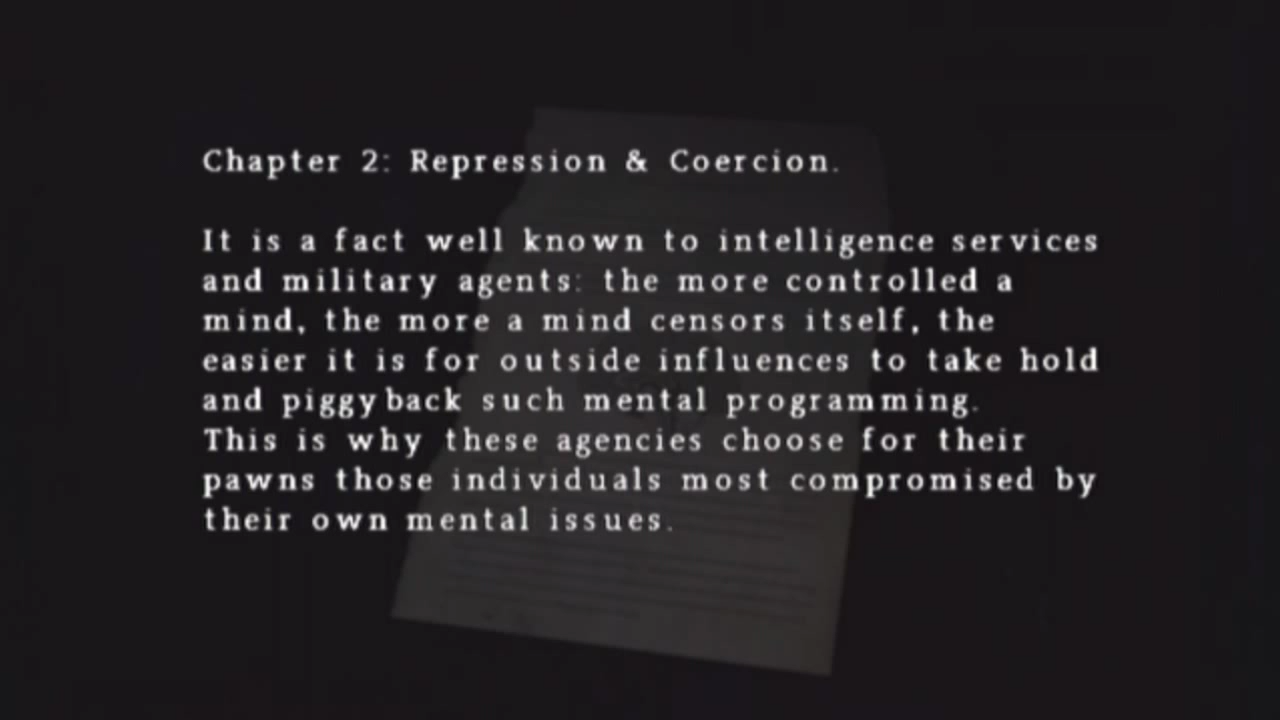 Chapter 2: Repression & Coercion.
It is a fact well known to intelligence services
and military agents: the more controlled a
mind, the more a mind censors itself, the
easier it is for outside influences to take hold
and piggyback such mental programming.
This is why these agencies choose for their
pawns those individuals most compromised by
their own mental issues.